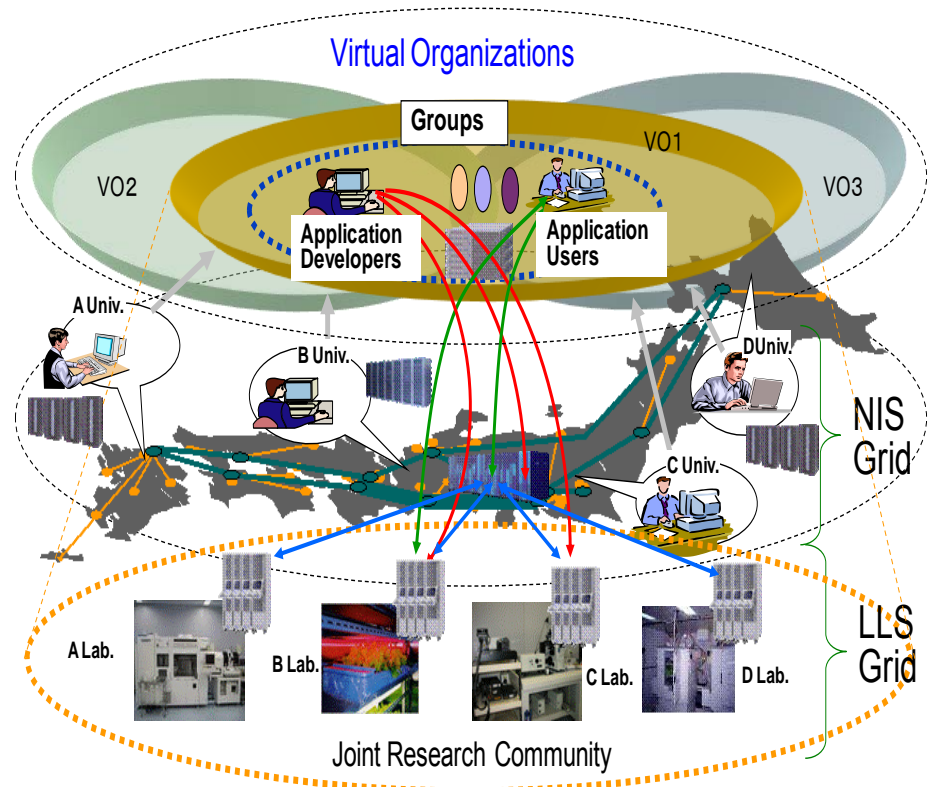 Virtual Organizations
Groups
VO1
VO2
VO3
Application
Developers
Application
Users
A Univ.
B Univ.
DUniv.
NIS
Grid
C Univ.
LLS
Grid
A Lab.
B Lab.
C Lab.
D Lab.
Joint Research Community